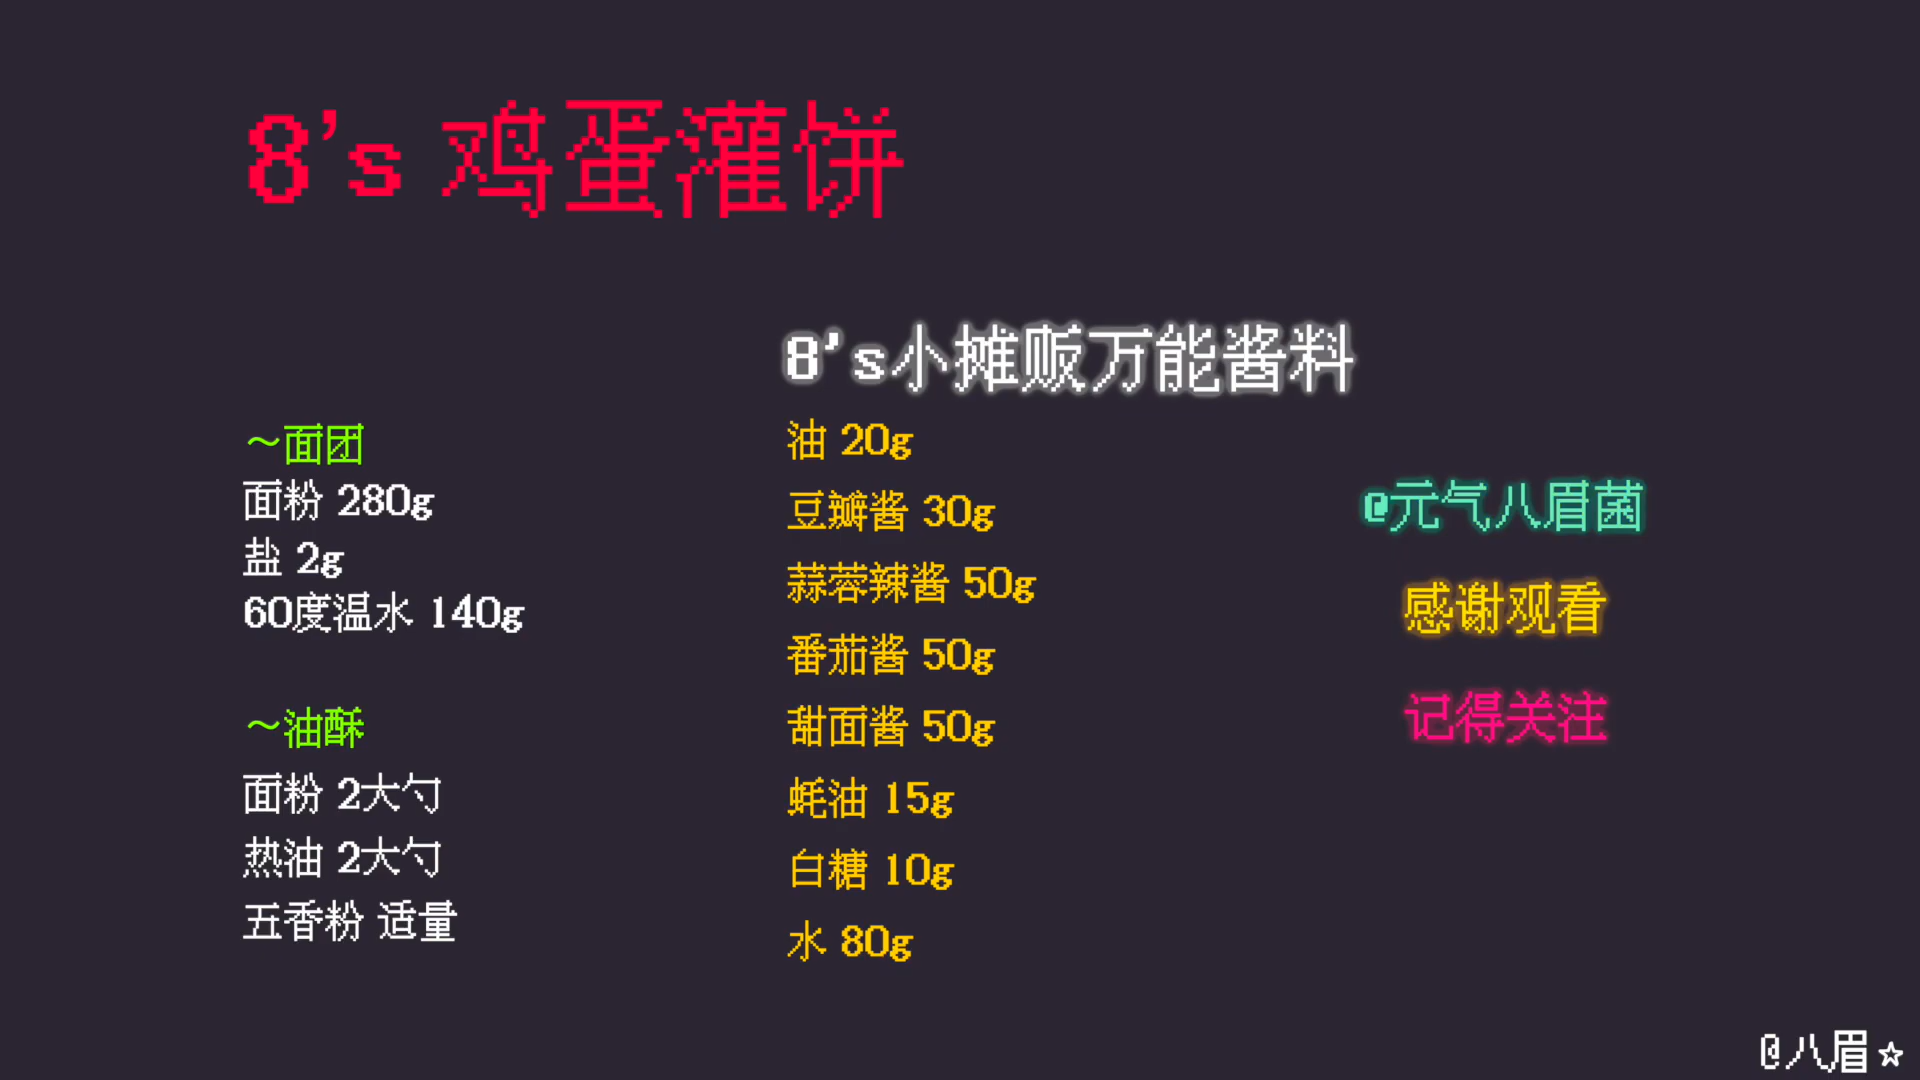 8's 鸡蛋灌饼
～面团
面粉 280g
盐 2g
60度温水 140g
～油酥
面粉 2大勺
热油 2大勺
五香粉 适量
8's小摊贩万能酱料
油 20g
豆瓣酱 30g
蒜蓉辣酱 50g
番茄酱 50g
甜面酱 50g
蚝油 15g
白糖 10g
水 80g
@元气八眉菌
感谢观看
记得关注
@八眉☆